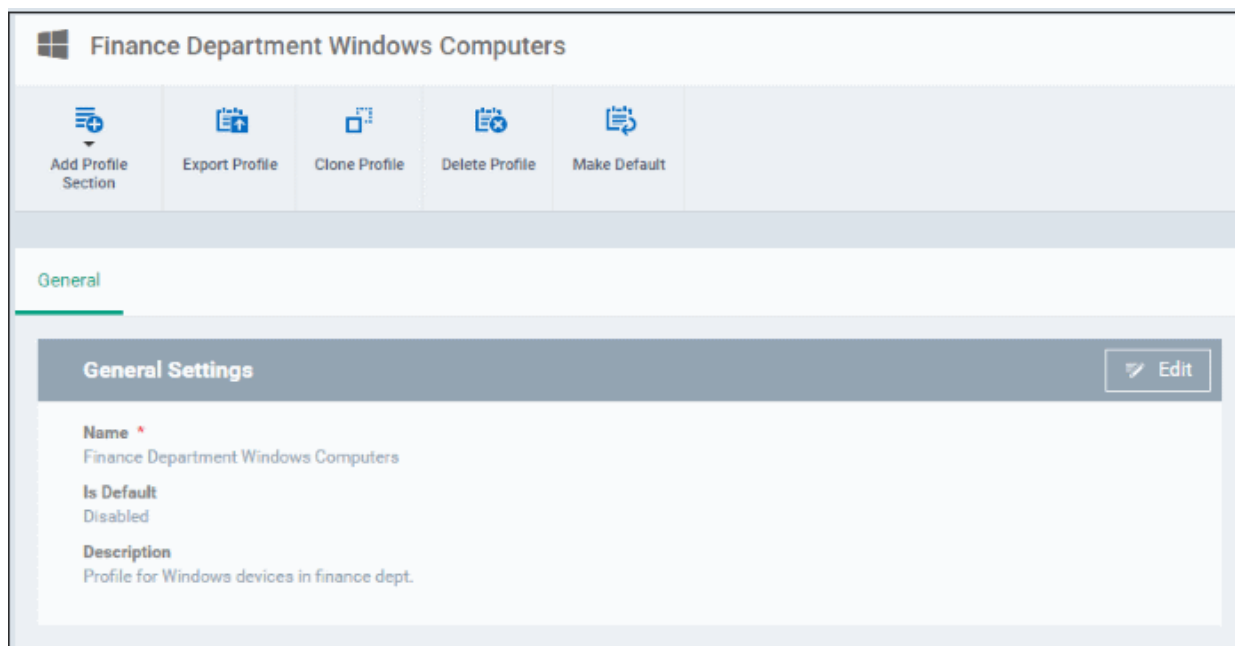 Finance Department Windows Computers
Add Profile
Section
Export Profile
Clone Profile
Delete Profile
Make Default
General
General Settings
Edit
Name *
Finance Department Windows Computers
Is Default
Disabled
Description
Profile for Windows devices in finance dept.